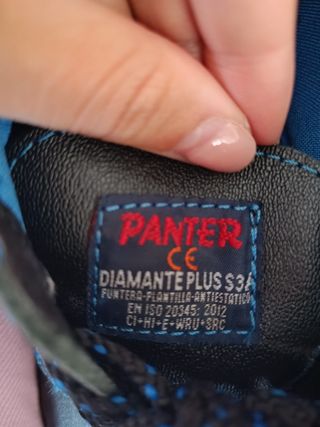 PANTER
CE
DIAMANTE PLUS S3
PUNTERA-PLANTILLA-ANTIESTATICO
EN ISO 20345: 2012
CI+HI+E+WRU+SRC